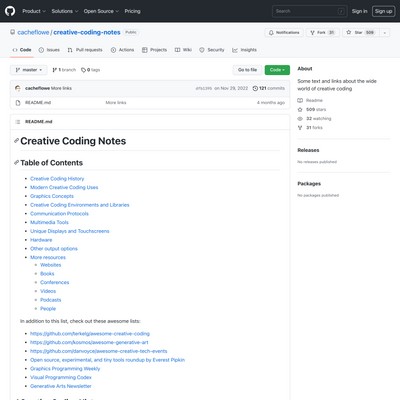 Product Solutions Open Source Pricing Search Sign in Sign up
cacheflowe / creative-coding-notes Public Notifications Fork 31 Star 509
Code Issues Pull requests Actions Projects Security Insights
master 1 branch 0 tags Go to file Code
cacheflowe More links on Nov 29, 2022 121 commits
README.md More links 4 months ago
README.md
Creative Coding Notes
Table of Contents
Creative Coding History
Modern Creative Coding Uses
Graphics Concepts
Creative Coding Environments and Libraries
Communication Protocols
Multimedia Tools
Unique Displays and Touchscreens
Hardware
Other output options
More resources
Websites
Books
Conferences
Videos
Podcasts
People
In addition to this list, check out these awesome lists:
https://github.com/terkelg/awesome-creative-coding
https://github.com/kosmos/awesome-generative-art
https://github.com/danvoyce/awesome-creative-tech-events
Open source, experimental, and tiny tools roundup by Everest Pipkin
Graphics Programming Weekly
Visual Programming Codex
Generative Arts Newsletter
About
Some text and links about the wide
world of creative coding
Readme
509 stars
32 watching
31 forks
Releases
No releases published
Packages
No packages published